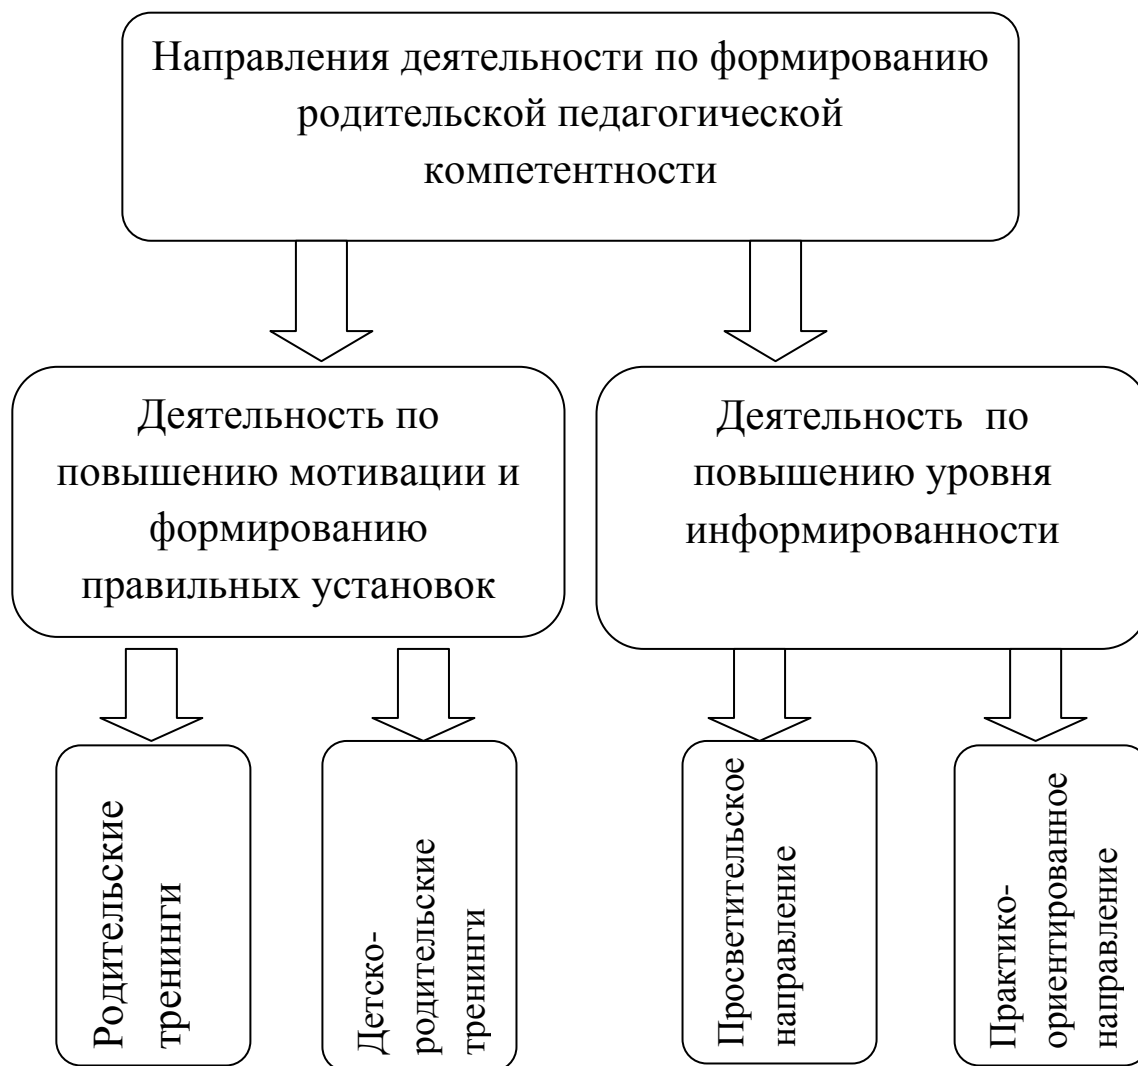 Направления деятельности по формированию
родительской педагогической
компетентности
Деятельность по
повышению мотивации и
формированию
правильных установок
Деятельность по
повышению уровня
информированности
Родительские
тренинги
Детско-
родительские
тренинги
Просветительское
направление
Практико-
ориентированное
направление